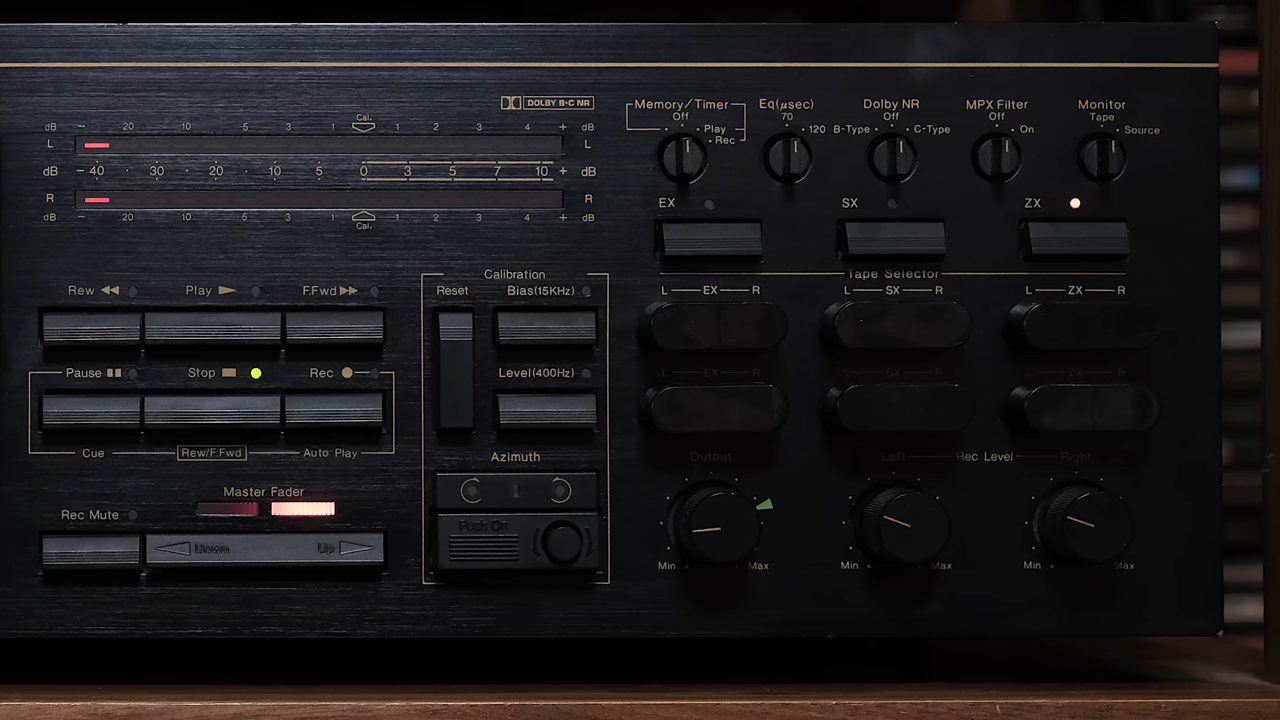 DOLBY B·C NR
Cal.
dB − 20 10 5 3 1 1 2 3 4 + dB
L L
dB − 40 30 20 10 5 0 3 5 7 10 + dB
R R
dB − 20 10 5 3 1 1 2 3 4 + dB
Cal.
Memory/Timer
Off
Play
Rec
Eq(μsec)
70
120
Dolby NR
Off
B-Type C-Type
MPX Filter
Off
On
Monitor
Tape
Source
EX SX ZX
Tape Selector
L EX R L SX R L ZX R
L EX R L SX R L ZX R
Rew Play F.Fwd
Pause Stop Rec
Cue Rew/F.Fwd Auto Play
Master Fader
Rec Mute
Down Up
Calibration
Reset Bias(15KHz)
Level(400Hz)
Azimuth
Push On
Output Left Rec Level Right
Min Max Min Max Min Max